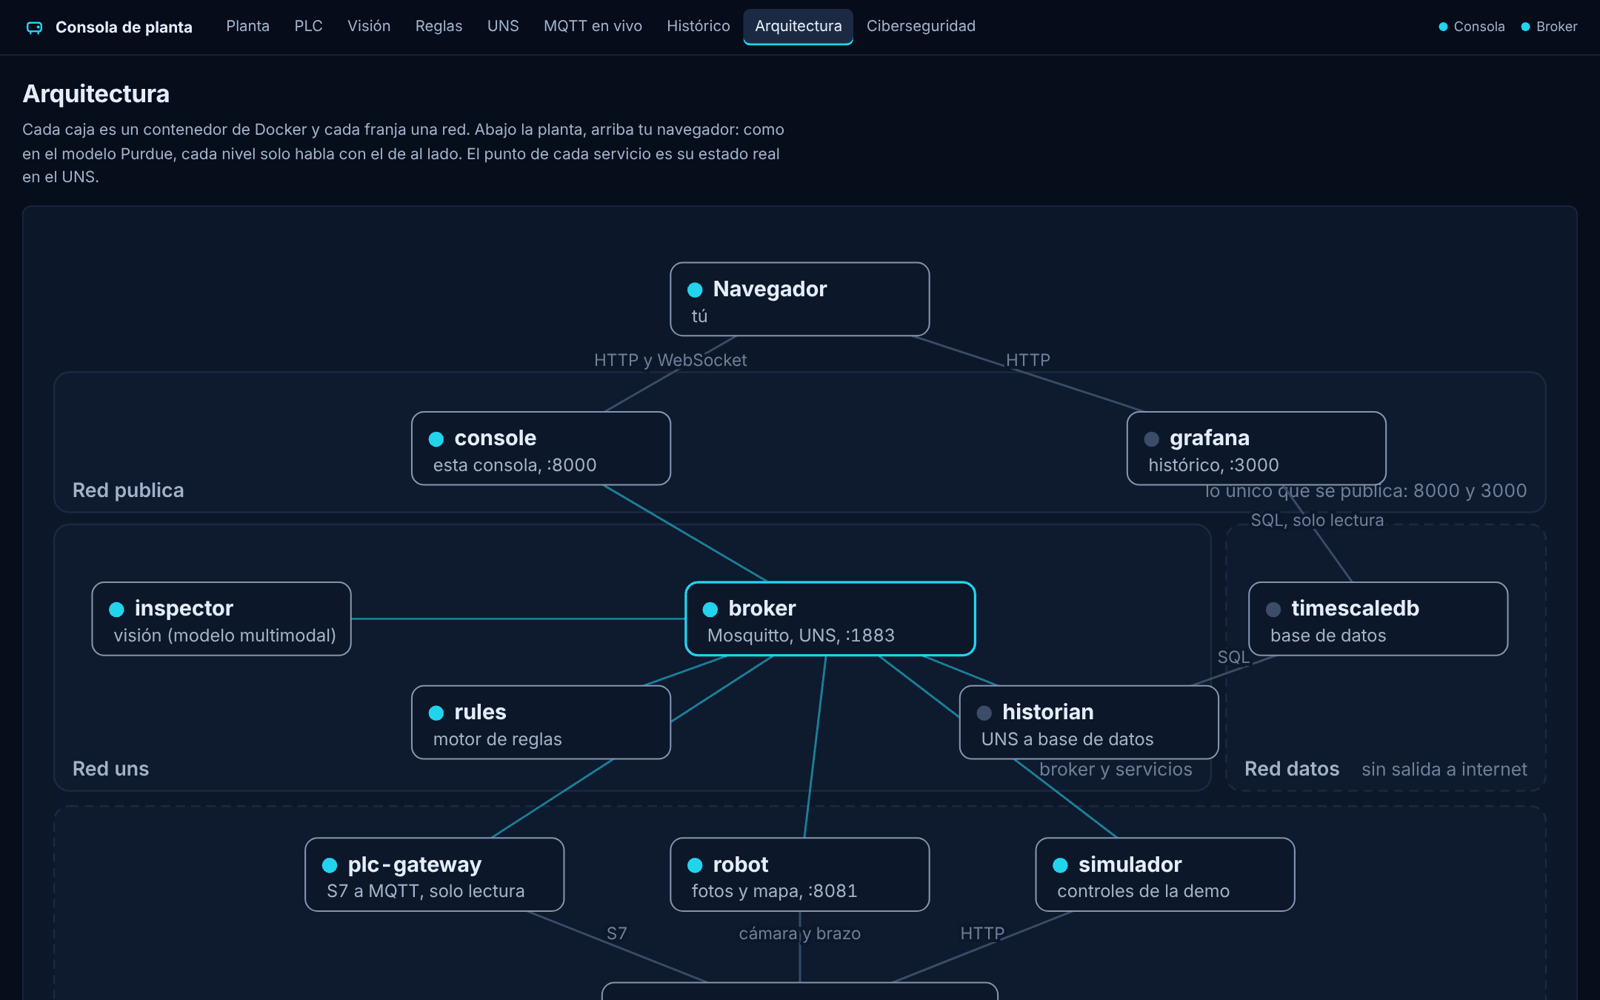 Consola de planta
Planta
PLC
Visión
Reglas
UNS
MQTT en vivo
Histórico
Arquitectura
Ciberseguridad
Consola
Broker
Arquitectura
Cada caja es un contenedor de Docker y cada franja una red. Abajo la planta, arriba tu navegador: como
en el modelo Purdue, cada nivel solo habla con el de al lado. El punto de cada servicio es su estado real
en el UNS.
Navegador
tú
HTTP y WebSocket
HTTP
console
esta consola, :8000
grafana
histórico, :3000
Red publica
lo unico que se publica: 8000 y 3000
SQL, solo lectura
inspector
visión (modelo multimodal)
broker
Mosquitto, UNS, :1883
timescaledb
base de datos
SQL
rules
motor de reglas
historian
UNS a base de datos
Red uns
broker y servicios
Red datos
sin salida a internet
plc-gateway
S7 a MQTT, solo lectura
robot
fotos y mapa, :8081
simulador
controles de la demo
S7
cámara y brazo
HTTP